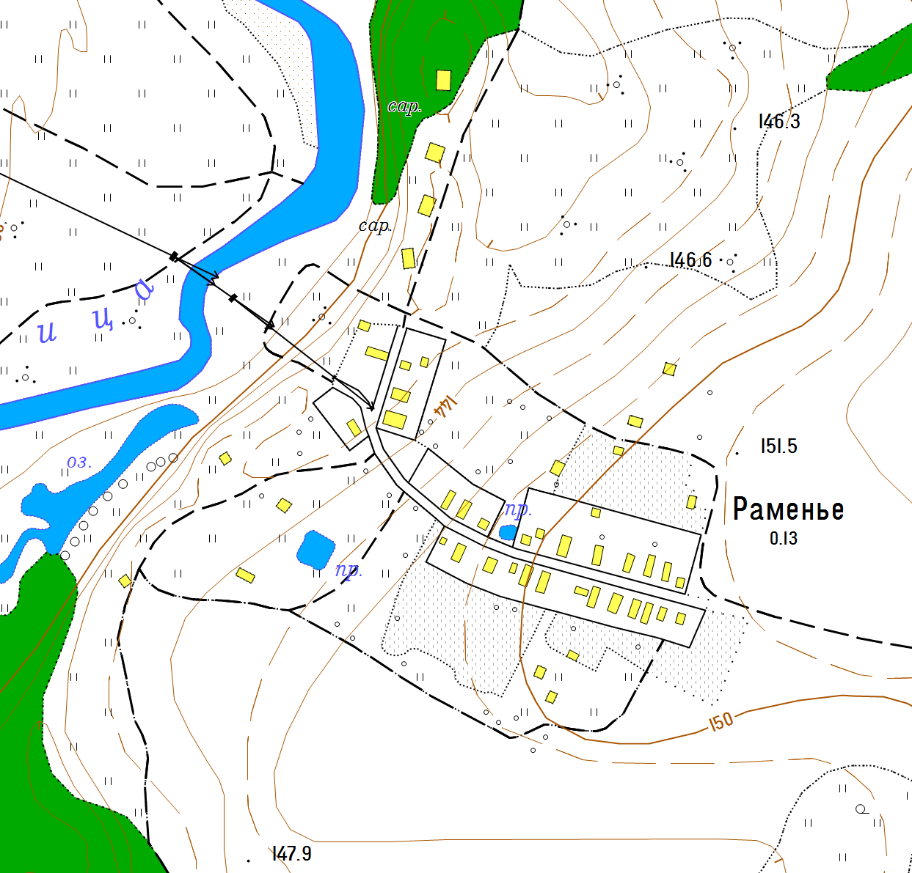 сар.
146.3
сар.
146.6
и ц а
144
оз.
151.5
пр.
Раменье
0.13
пр.
150
147.9